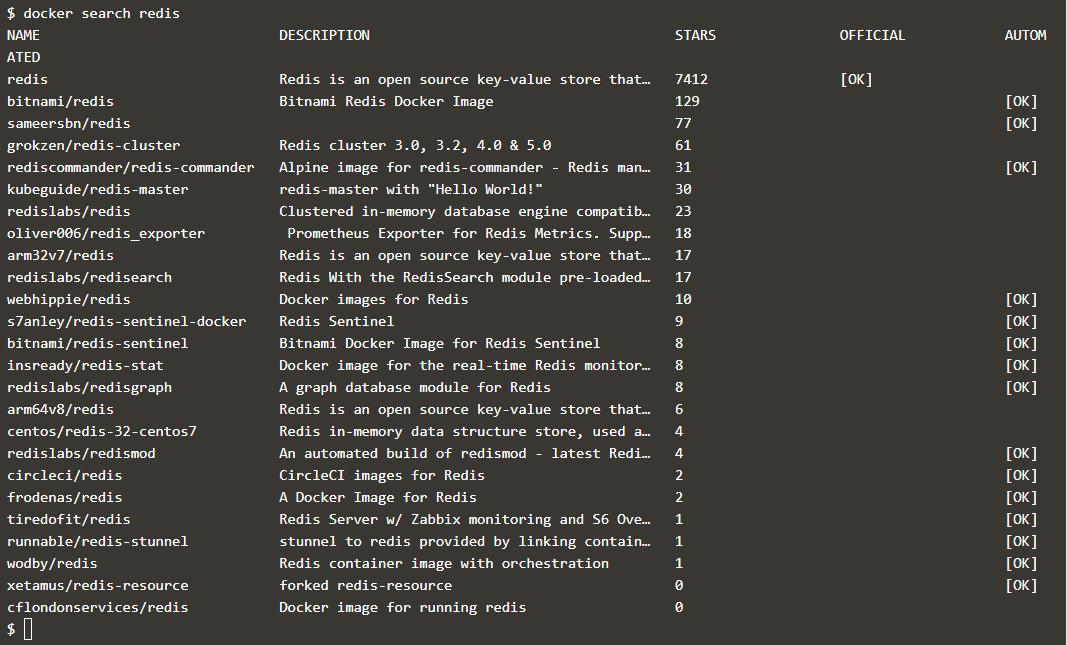 $ docker search redis
NAME DESCRIPTION STARS OFFICIAL AUTOM
ATED
redis Redis is an open source key-value store that… 7412 [OK]
bitnami/redis Bitnami Redis Docker Image 129 [OK]
sameersbn/redis 77 [OK]
grokzen/redis-cluster Redis cluster 3.0, 3.2, 4.0 & 5.0 61
rediscommander/redis-commander Alpine image for redis-commander - Redis man… 31 [OK]
kubeguide/redis-master redis-master with "Hello World!" 30
redislabs/redis Clustered in-memory database engine compatib… 23
oliver006/redis_exporter Prometheus Exporter for Redis Metrics. Supp… 18
arm32v7/redis Redis is an open source key-value store that… 17
redislabs/redisearch Redis With the RedisSearch module pre-loaded… 17
webhippie/redis Docker images for Redis 10 [OK]
s7anley/redis-sentinel-docker Redis Sentinel 9 [OK]
bitnami/redis-sentinel Bitnami Docker Image for Redis Sentinel 8 [OK]
insready/redis-stat Docker image for the real-time Redis monitor… 8 [OK]
redislabs/redisgraph A graph database module for Redis 8 [OK]
arm64v8/redis Redis is an open source key-value store that… 6
centos/redis-32-centos7 Redis in-memory data structure store, used a… 4
redislabs/redismod An automated build of redismod - latest Redi… 4 [OK]
circleci/redis CircleCI images for Redis 2 [OK]
frodenas/redis A Docker Image for Redis 2 [OK]
tiredofit/redis Redis Server w/ Zabbix monitoring and S6 Ove… 1 [OK]
runnable/redis-stunnel stunnel to redis provided by linking contain… 1 [OK]
wodby/redis Redis container image with orchestration 1 [OK]
xetamus/redis-resource forked redis-resource 0 [OK]
cflondonservices/redis Docker image for running redis 0
$